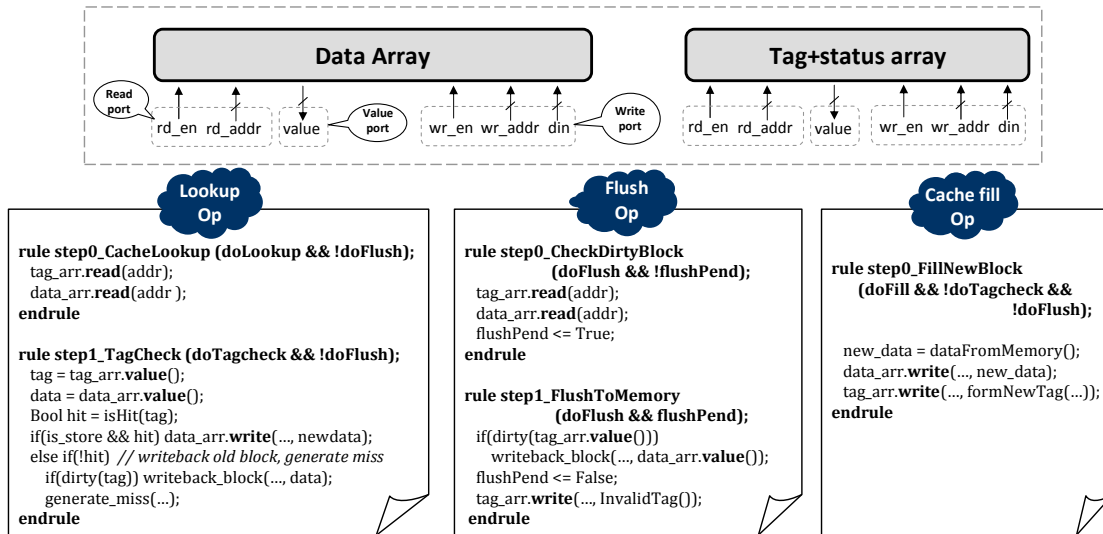 Data Array
Tag+status array
Read
port
rd_en rd_addr
value
Value
port
wr_en wr_addr din
Write
port
rd_en rd_addr
value
wr_en wr_addr din
Lookup
Op
rule step0_CacheLookup (doLookup && !doFlush);
tag_arr.read(addr);
data_arr.read(addr );
endrule
rule step1_TagCheck (doTagcheck && !doFlush);
tag = tag_arr.value();
data = data_arr.value();
Bool hit = isHit(tag);
if(is_store && hit) data_arr.write(..., newdata);
else if(!hit) // writeback old block, generate miss
if(dirty(tag)) writeback_block(..., data);
generate_miss(...);
endrule
Flush
Op
rule step0_CheckDirtyBlock
(doFlush && !flushPend);
tag_arr.read(addr);
data_arr.read(addr);
flushPend <= True;
endrule
rule step1_FlushToMemory
(doFlush && flushPend);
if(dirty(tag_arr.value()))
writeback_block(..., data_arr.value());
flushPend <= False;
tag_arr.write(..., InvalidTag());
endrule
Cache fill
Op
rule step0_FillNewBlock
(doFill && !doTagcheck &&
!doFlush);
new_data = dataFromMemory();
data_arr.write(..., new_data);
tag_arr.write(..., formNewTag(...));
endrule